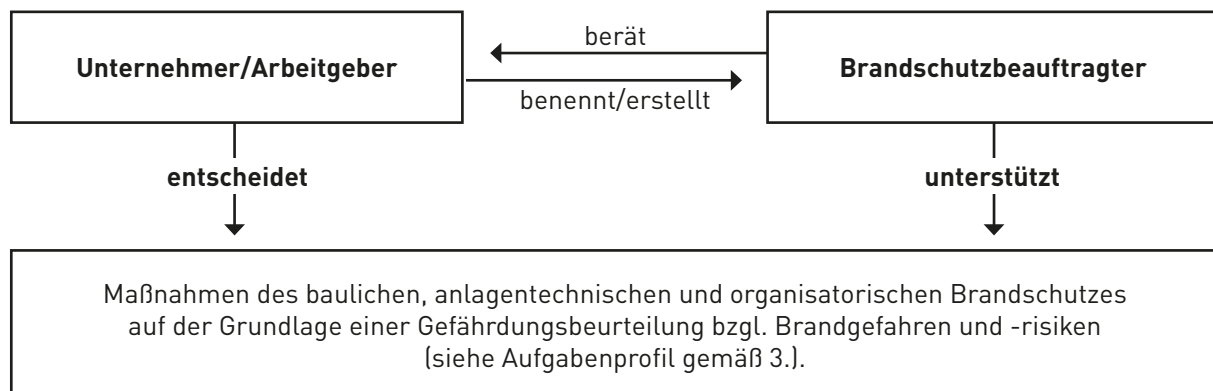 Unternehmer/Arbeitgeber
berät
benennt/erstellt
Brandschutzbeauftragter
entscheidet
unterstützt
Maßnahmen des baulichen, anlagentechnischen und organisatorischen Brandschutzes
auf der Grundlage einer Gefährdungsbeurteilung bzgl. Brandgefahren und -risiken
(siehe Aufgabenprofil gemäß 3.).